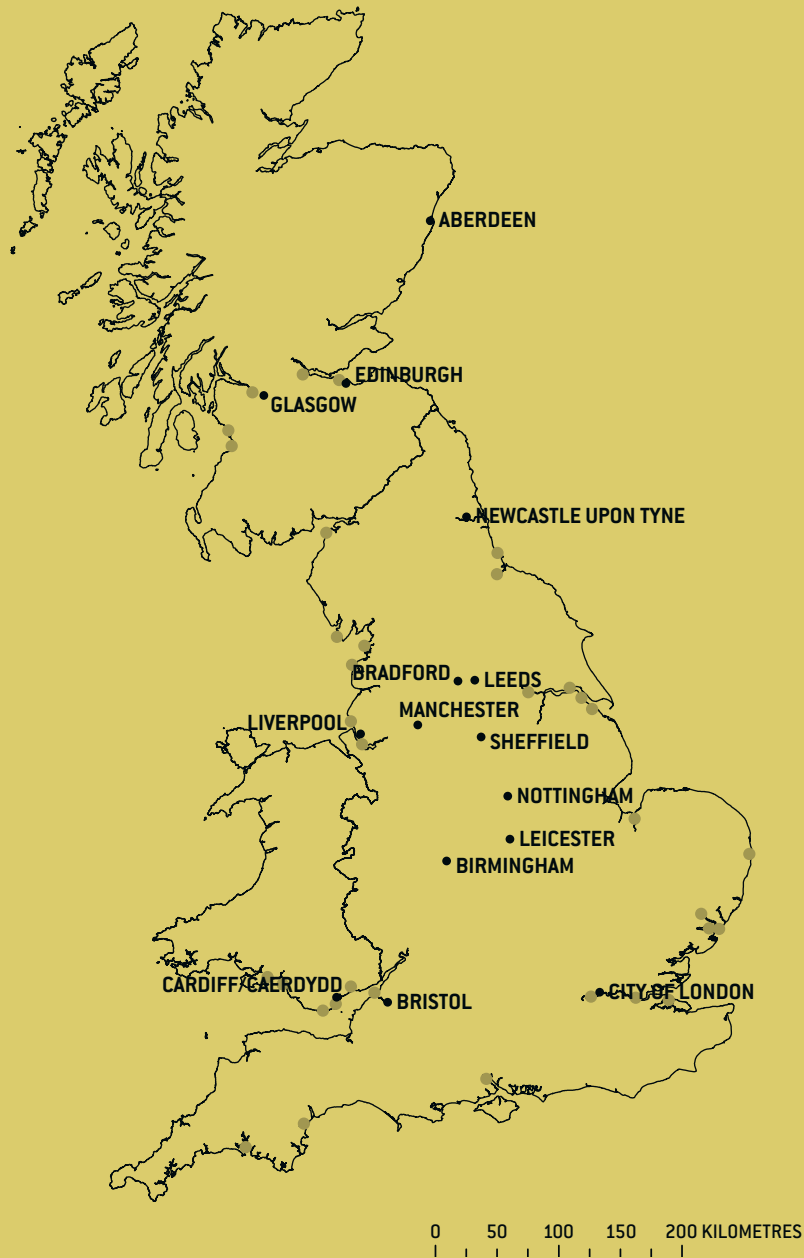 ABERDEEN
EDINBURGH
GLASGOW
NEWCASTLE UPON TYNE
BRADFORD
LEEDS
MANCHESTER
LIVERPOOL
SHEFFIELD
NOTTINGHAM
LEICESTER
BIRMINGHAM
CARDIFF/CAERDYDD
CITY OF LONDON
BRISTOL
0 50 100 150 200 KILOMETRES